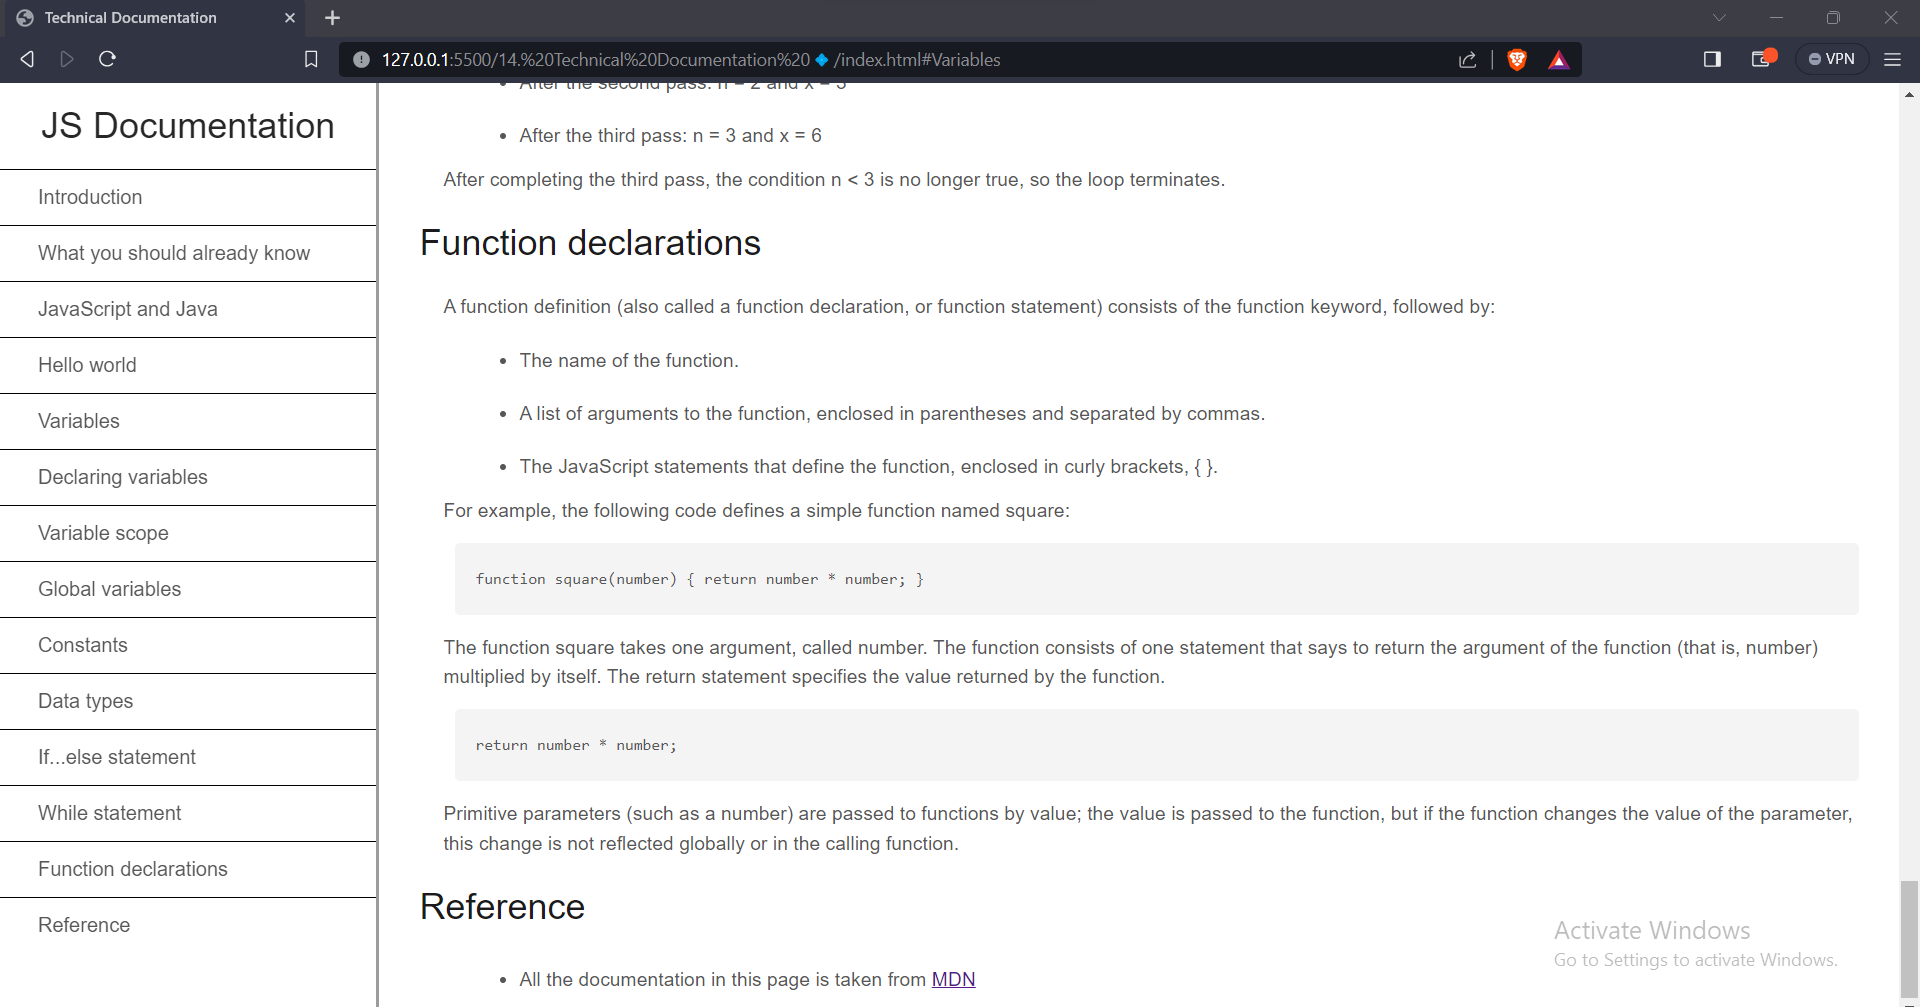 Technical Documentation
127.0.0.1:5500/14.%20Technical%20Documentation%20🔹/index.html#Variables
VPN
JS Documentation
Introduction
What you should already know
JavaScript and Java
Hello world
Variables
Declaring variables
Variable scope
Global variables
Constants
Data types
If...else statement
While statement
Function declarations
Reference
• After the second pass: n = 2 and x = 3
• After the third pass: n = 3 and x = 6
After completing the third pass, the condition n < 3 is no longer true, so the loop terminates.
Function declarations
A function definition (also called a function declaration, or function statement) consists of the function keyword, followed by:
• The name of the function.
• A list of arguments to the function, enclosed in parentheses and separated by commas.
• The JavaScript statements that define the function, enclosed in curly brackets, { }.
For example, the following code defines a simple function named square:
function square(number) { return number * number; }
The function square takes one argument, called number. The function consists of one statement that says to return the argument of the function (that is, number)
multiplied by itself. The return statement specifies the value returned by the function.
return number * number;
Primitive parameters (such as a number) are passed to functions by value; the value is passed to the function, but if the function changes the value of the parameter,
this change is not reflected globally or in the calling function.
Reference
• All the documentation in this page is taken from MDN
Activate Windows
Go to Settings to activate Windows.